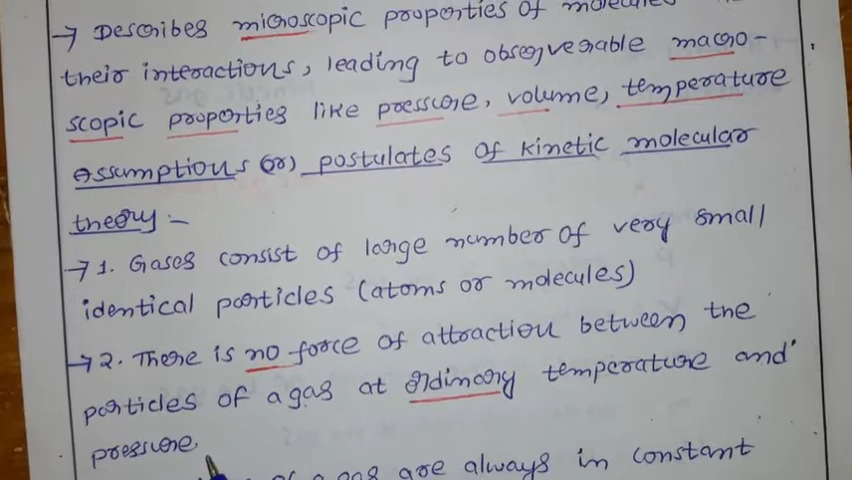 → Describes microscopic properties of
their interactions, leading to obsergverable macro-
scopic properties like pressure, volume, temperature
Assumptions (or) postulates of kinetic molecular
theory :-
→ 1. Gases consist of large number of very small
identical particles (atoms or molecules)
→ 2. There is no force of attraction between the
particles of a gas at ordinary temperature and
pressure.
of a gas are always in constant